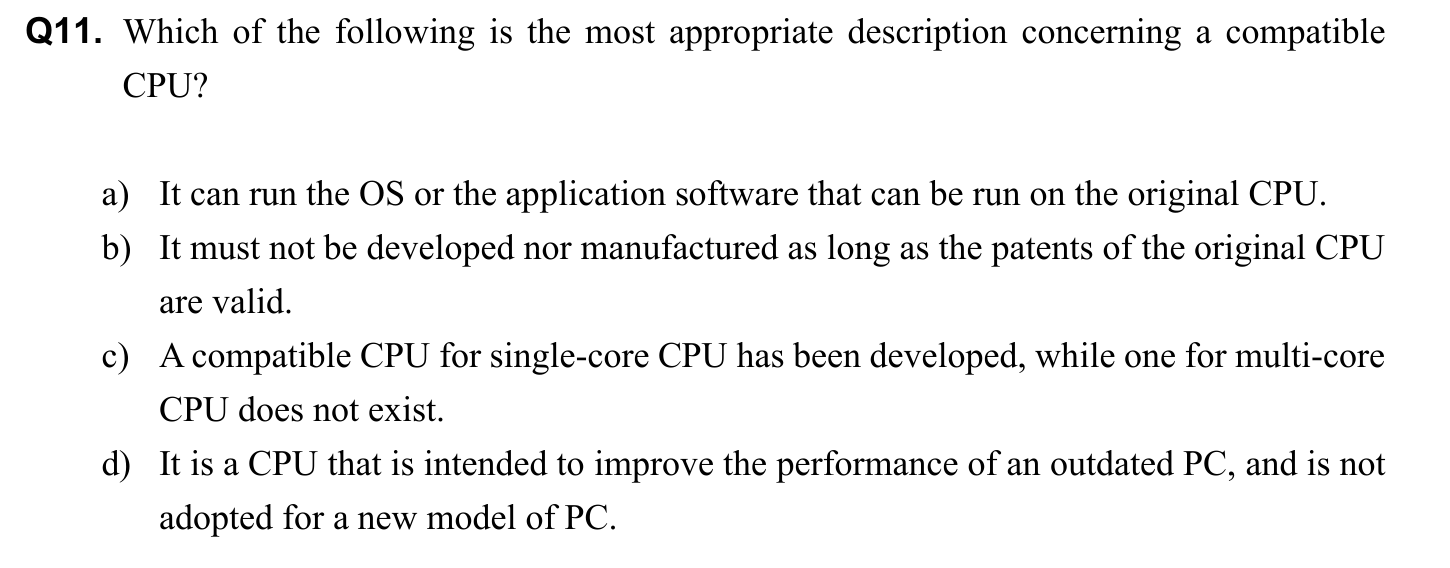 Q11. Which of the following is the most appropriate description concerning a compatible
CPU?
a) It can run the OS or the application software that can be run on the original CPU.
b) It must not be developed nor manufactured as long as the patents of the original CPU
are valid.
c) A compatible CPU for single-core CPU has been developed, while one for multi-core
CPU does not exist.
d) It is a CPU that is intended to improve the performance of an outdated PC, and is not
adopted for a new model of PC.